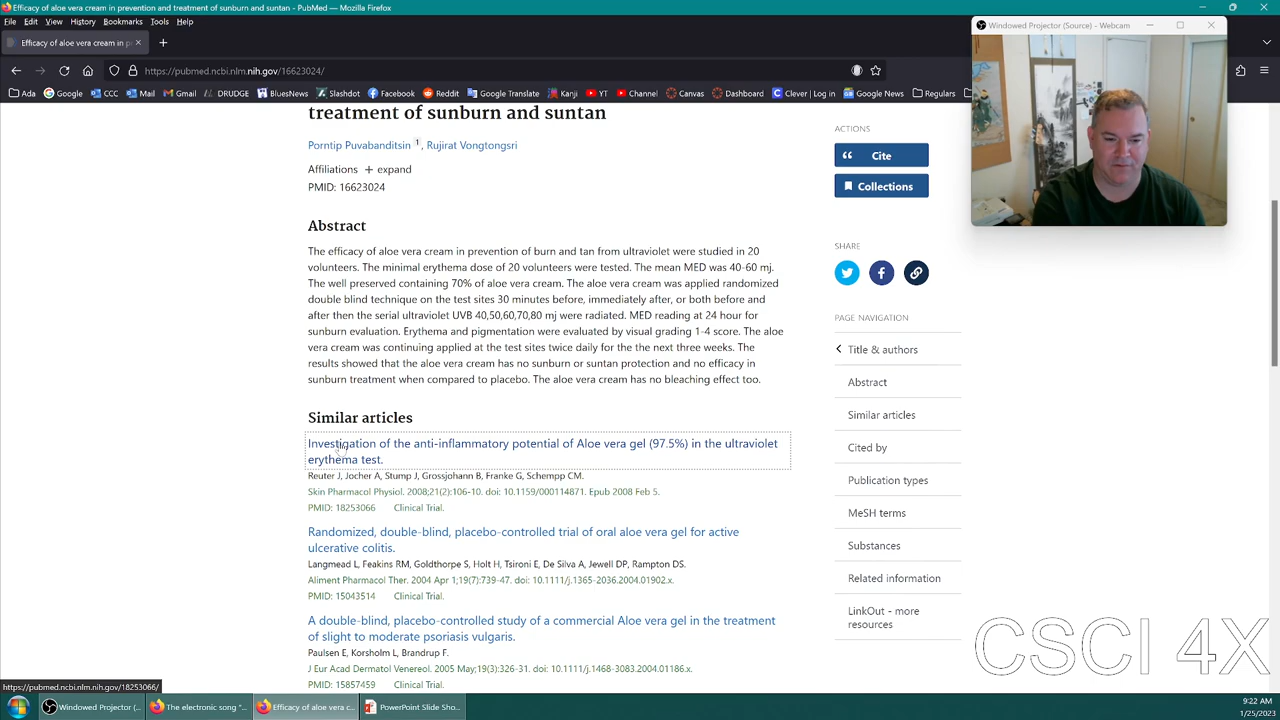 Efficacy of aloe vera cream in prevention and treatment of sunburn and suntan - PubMed — Mozilla Firefox
File Edit View History Bookmarks Tools Help
Efficacy of aloe vera cream in p
https://pubmed.ncbi.nlm.nih.gov/16623024/
Ada Google CCC Mail Gmail DRUDGE BluesNews Slashdot Facebook Reddit Google Translate Kanji YT Channel Canvas Dashboard Clever | Log in Google News Regulars
Windowed Projector (Source) - Webcam
treatment of sunburn and suntan
Porntip Puvabanditsin 1, Rujirat Vongtongsri
Affiliations + expand
PMID: 16623024
Abstract
The efficacy of aloe vera cream in prevention of burn and tan from ultraviolet were studied in 20
volunteers. The minimal erythema dose of 20 volunteers were tested. The mean MED was 40-60 mj.
The well preserved containing 70% of aloe vera cream. The aloe vera cream was applied randomized
double blind technique on the test sites 30 minutes before, immediately after, or both before and
after then the serial ultraviolet UVB 40,50,60,70,80 mj were radiated. MED reading at 24 hour for
sunburn evaluation. Erythema and pigmentation were evaluated by visual grading 1-4 score. The aloe
vera cream was continuing applied at the test sites twice daily for the the next three weeks. The
results showed that the aloe vera cream has no sunburn or suntan protection and no efficacy in
sunburn treatment when compared to placebo. The aloe vera cream has no bleaching effect too.
Similar articles
Investigation of the anti-inflammatory potential of Aloe vera gel (97.5%) in the ultraviolet
erythema test.
Reuter J, Jocher A, Stump J, Grossjohann B, Franke G, Schempp CM.
Skin Pharmacol Physiol. 2008;21(2):106-10. doi: 10.1159/000114871. Epub 2008 Feb 5.
PMID: 18253066 Clinical Trial.
Randomized, double-blind, placebo-controlled trial of oral aloe vera gel for active
ulcerative colitis.
Langmead L, Feakins RM, Goldthorpe S, Holt H, Tsironi E, De Silva A, Jewell DP, Rampton DS.
Aliment Pharmacol Ther. 2004 Apr 1;19(7):739-47. doi: 10.1111/j.1365-2036.2004.01902.x.
PMID: 15043514 Clinical Trial.
A double-blind, placebo-controlled study of a commercial Aloe vera gel in the treatment
of slight to moderate psoriasis vulgaris.
Paulsen E, Korsholm L, Brandrup F.
J Eur Acad Dermatol Venereol. 2005 May;19(3):326-31. doi: 10.1111/j.1468-3083.2004.01186.x.
PMID: 15857459 Clinical Trial.
ACTIONS
Cite
Collections
SHARE
PAGE NAVIGATION
Title & authors
Abstract
Similar articles
Cited by
Publication types
MeSH terms
Substances
Related information
LinkOut - more
resources
CSCI 4X
https://pubmed.ncbi.nlm.nih.gov/18253066/
Windowed Projector (...
The electronic song "...
Efficacy of aloe vera c...
PowerPoint Slide Sho...
9:22 AM
1/25/2023